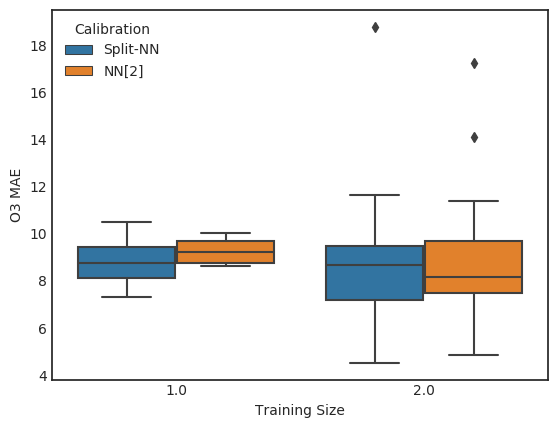 Calibration
Split-NN
NN[2]
18
16
14
12
10
8
6
4
O3 MAE
1.0
2.0
Training Size